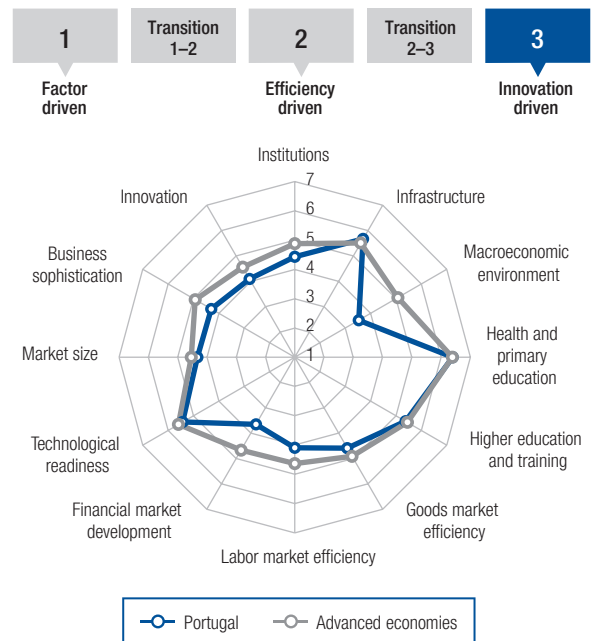 1
Transition
1–2
2
Transition
2–3
3
Factor
driven
Efficiency
driven
Innovation
driven
Institutions
7
6
5
4
3
2
1
Infrastructure
Macroeconomic
environment
Health and
primary
education
Higher education
and training
Goods market
efficiency
Labor market efficiency
Financial market
development
Technological
readiness
Market size
Business
sophistication
Innovation
Portugal
Advanced economies